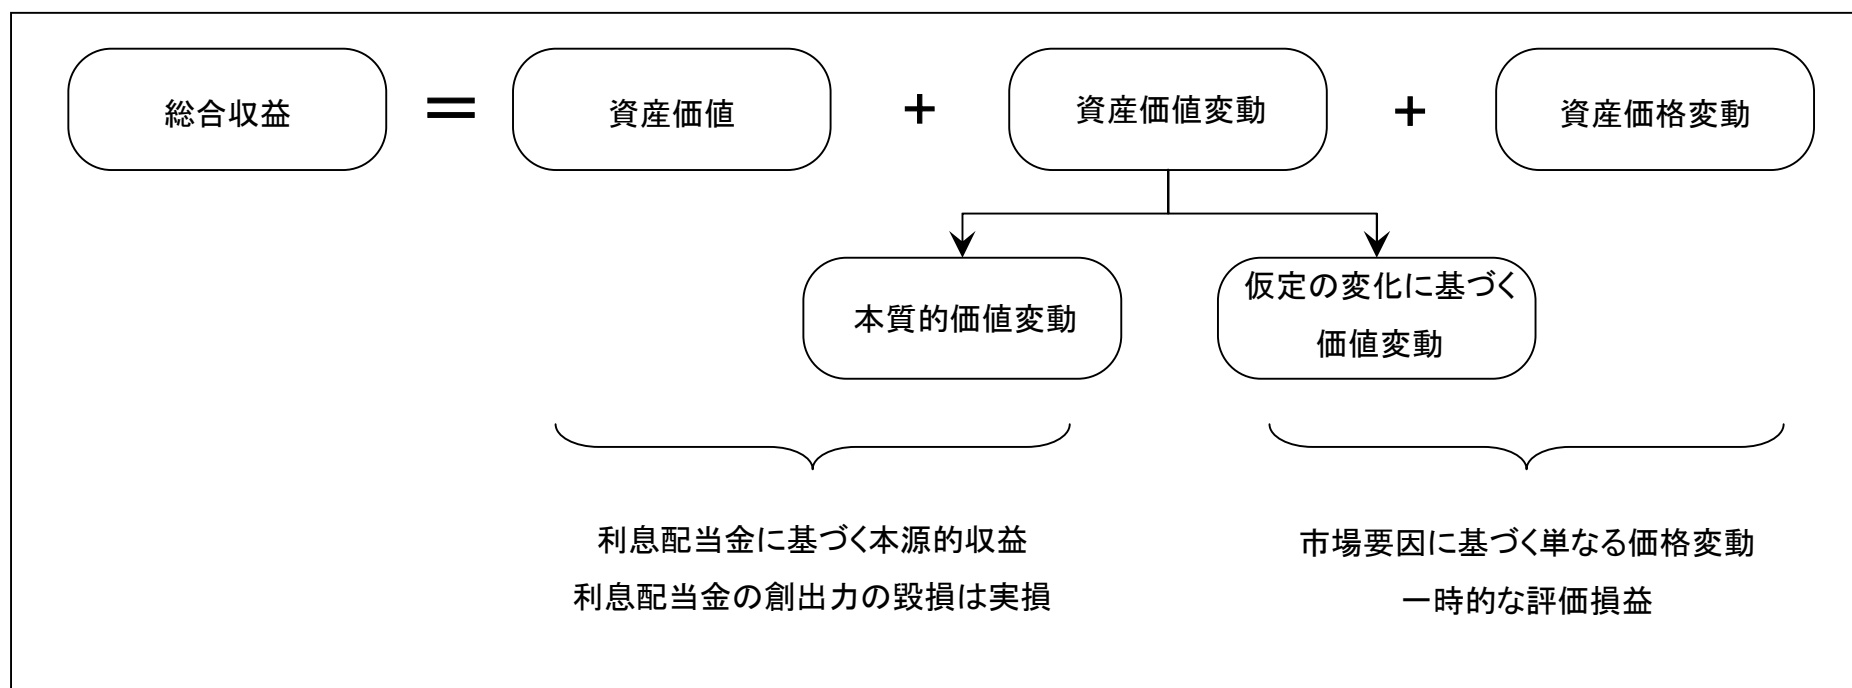 総合収益 = 資産価値 + 資産価値変動 + 資産価格変動
本質的価値変動
仮定の変化に基づく
価値変動
利息配当金に基づく本源的収益
利息配当金の創出力の毀損は実損
市場要因に基づく単なる価格変動
一時的な評価損益